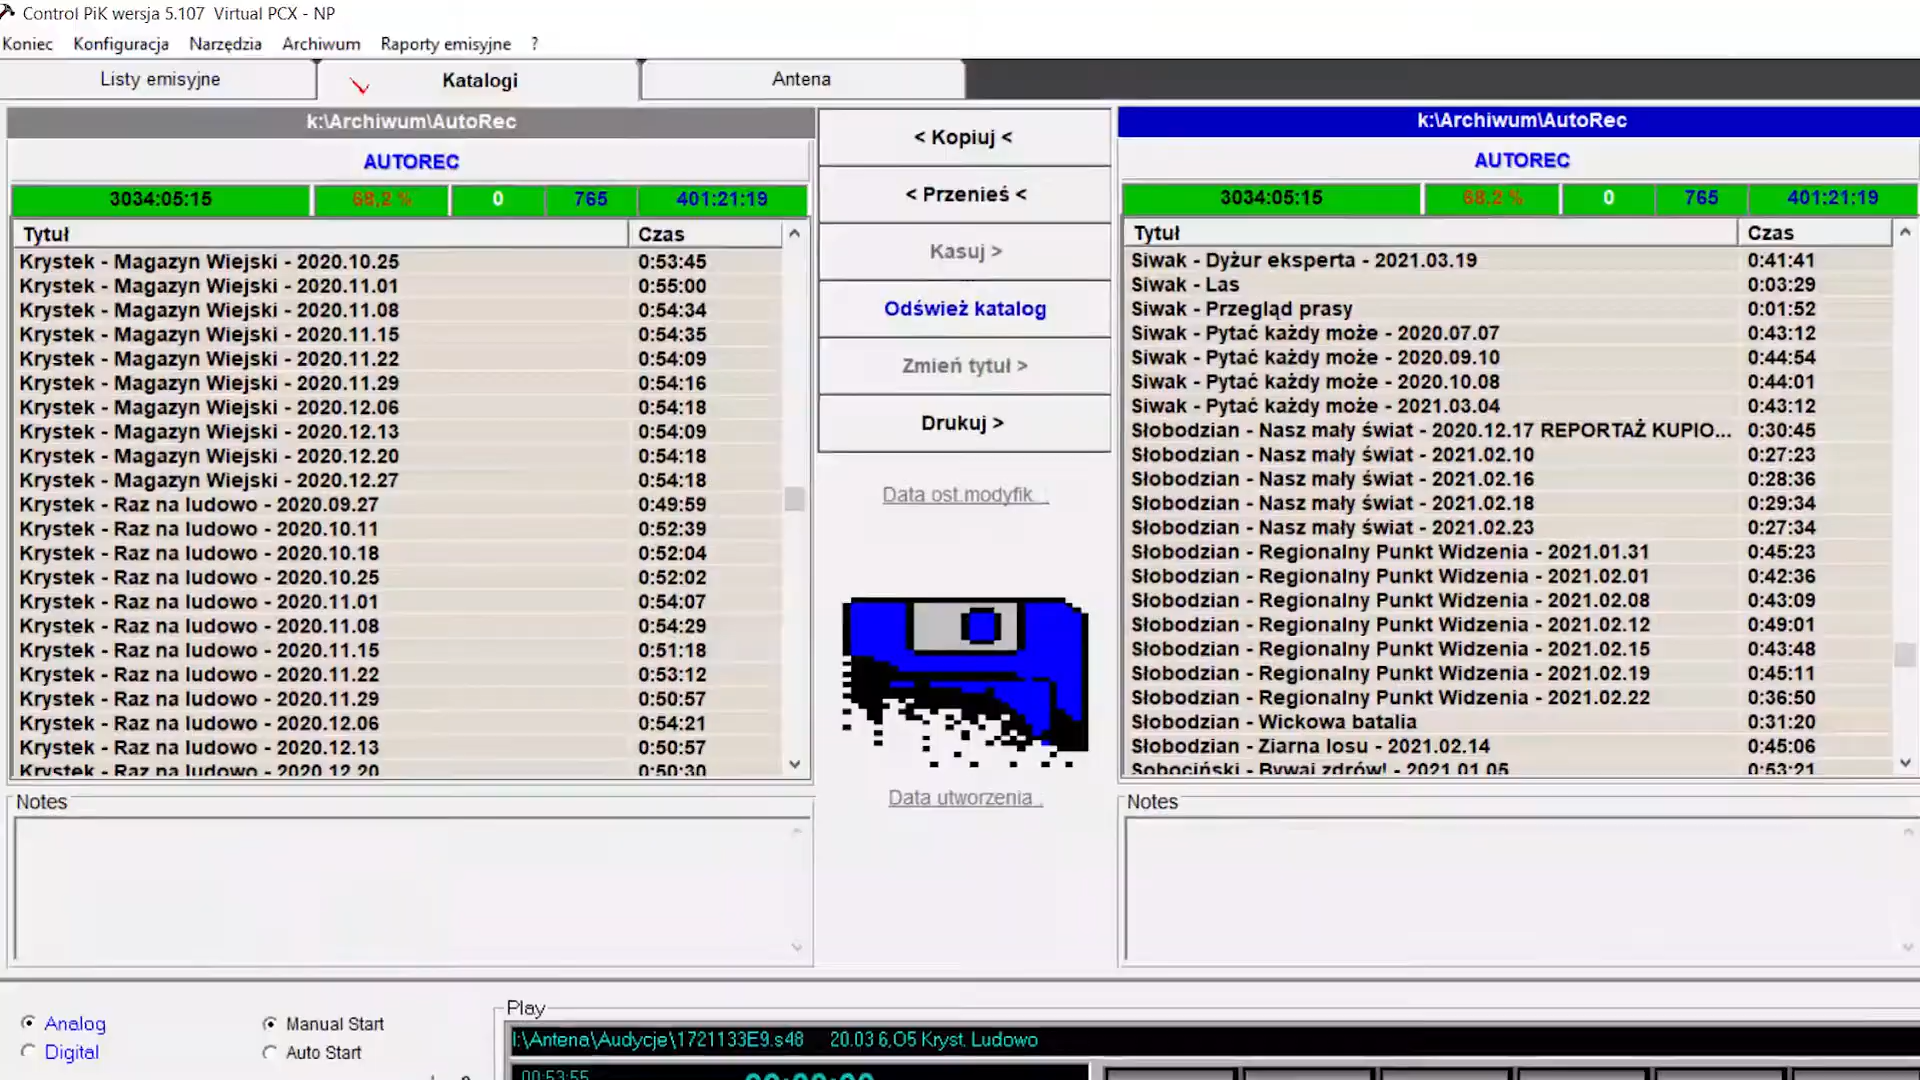 Control PiK wersja 5.107 Virtual PCX - NP
Koniec Konfiguracja Narzędzia Archiwum Raporty emisyjne ?
Listy emisyjne Katalogi Antena
k:\Archiwum\AutoRec
AUTOREC
3034:05:15 68,2 % 0 765 401:21:19
Tytuł Czas
Krystek - Magazyn Wiejski - 2020.10.25 0:53:45
Krystek - Magazyn Wiejski - 2020.11.01 0:55:00
Krystek - Magazyn Wiejski - 2020.11.08 0:54:34
Krystek - Magazyn Wiejski - 2020.11.15 0:54:35
Krystek - Magazyn Wiejski - 2020.11.22 0:54:09
Krystek - Magazyn Wiejski - 2020.11.29 0:54:16
Krystek - Magazyn Wiejski - 2020.12.06 0:54:18
Krystek - Magazyn Wiejski - 2020.12.13 0:54:09
Krystek - Magazyn Wiejski - 2020.12.20 0:54:18
Krystek - Magazyn Wiejski - 2020.12.27 0:54:18
Krystek - Raz na ludowo - 2020.09.27 0:49:59
Krystek - Raz na ludowo - 2020.10.11 0:52:39
Krystek - Raz na ludowo - 2020.10.18 0:52:04
Krystek - Raz na ludowo - 2020.10.25 0:52:02
Krystek - Raz na ludowo - 2020.11.01 0:54:07
Krystek - Raz na ludowo - 2020.11.08 0:54:29
Krystek - Raz na ludowo - 2020.11.15 0:51:18
Krystek - Raz na ludowo - 2020.11.22 0:53:12
Krystek - Raz na ludowo - 2020.11.29 0:50:57
Krystek - Raz na ludowo - 2020.12.06 0:54:21
Krystek - Raz na ludowo - 2020.12.13 0:50:57
Krystek - Raz na ludowo - 2020.12.20 0:50:30
Notes
< Kopiuj <
< Przenieś <
Kasuj >
Odśwież katalog
Zmień tytuł >
Drukuj >
Data ost.modyfik...
Data utworzenia .
k:\Archiwum\AutoRec
AUTOREC
3034:05:15 68,2 % 0 765 401:21:19
Tytuł Czas
Siwak - Dyżur eksperta - 2021.03.19 0:41:41
Siwak - Las 0:03:29
Siwak - Przegląd prasy 0:01:52
Siwak - Pytać każdy może - 2020.07.07 0:43:12
Siwak - Pytać każdy może - 2020.09.10 0:44:54
Siwak - Pytać każdy może - 2020.10.08 0:44:01
Siwak - Pytać każdy może - 2021.03.04 0:43:12
Słobodzian - Nasz mały świat - 2020.12.17 REPORTAŻ KUPIO... 0:30:45
Słobodzian - Nasz mały świat - 2021.02.10 0:27:23
Słobodzian - Nasz mały świat - 2021.02.16 0:28:36
Słobodzian - Nasz mały świat - 2021.02.18 0:29:34
Słobodzian - Nasz mały świat - 2021.02.23 0:27:34
Słobodzian - Regionalny Punkt Widzenia - 2021.01.31 0:45:23
Słobodzian - Regionalny Punkt Widzenia - 2021.02.01 0:42:36
Słobodzian - Regionalny Punkt Widzenia - 2021.02.08 0:43:09
Słobodzian - Regionalny Punkt Widzenia - 2021.02.12 0:49:01
Słobodzian - Regionalny Punkt Widzenia - 2021.02.15 0:43:48
Słobodzian - Regionalny Punkt Widzenia - 2021.02.19 0:45:11
Słobodzian - Regionalny Punkt Widzenia - 2021.02.22 0:36:50
Słobodzian - Wickowa batalia 0:31:20
Słobodzian - Ziarna losu - 2021.02.14 0:45:06
Sobociński - Bywaj zdrów! - 2021.01.05 0:53:21
Notes
Analog Manual Start
Digital Auto Start
Play
I:\Antena\Audycje\1721133E9.s48 20.03 6,05 Kryst. Ludowo
00:53:55 00:00:00